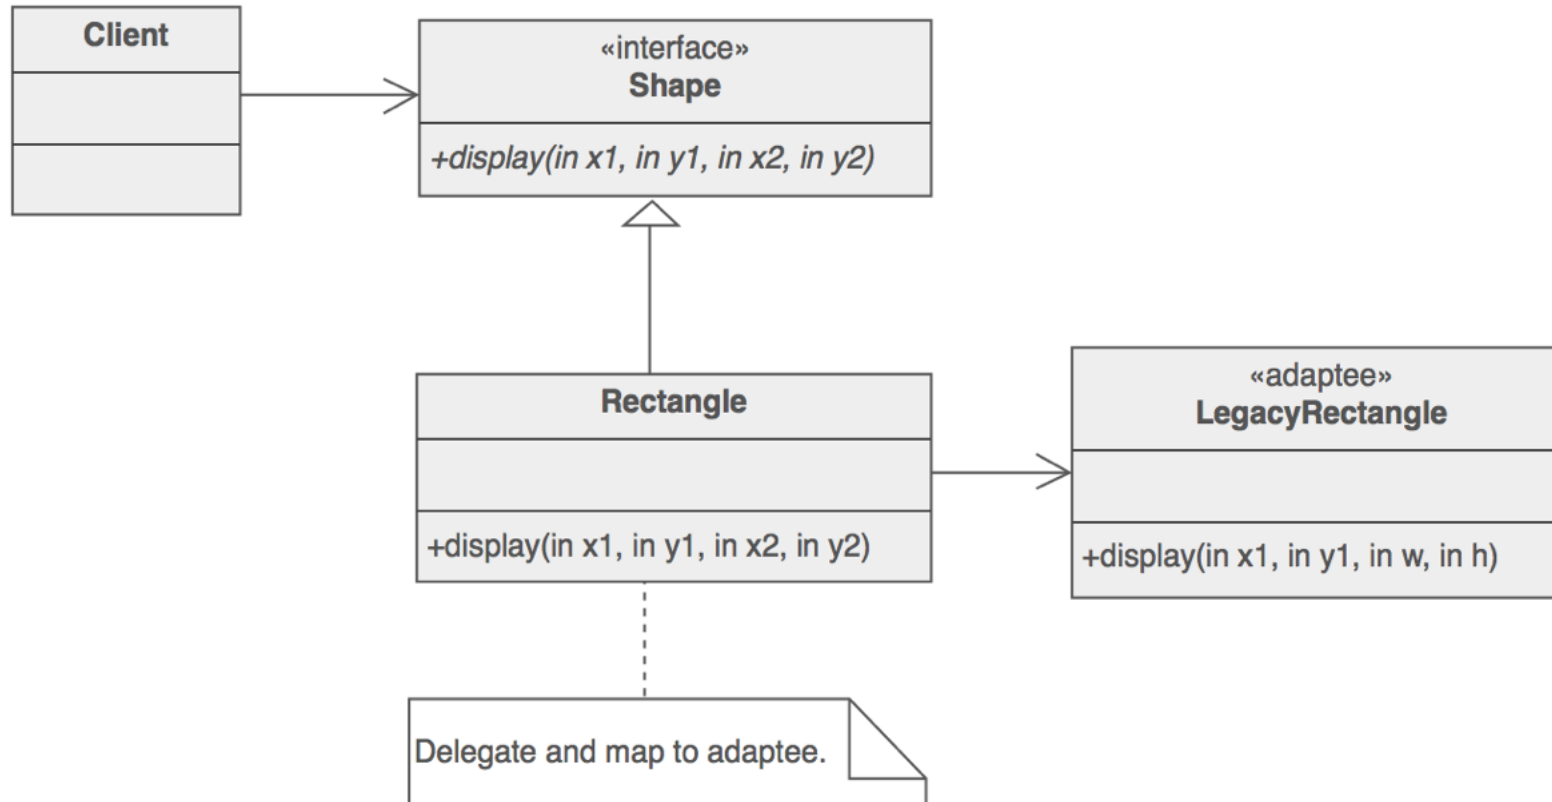 Client
«interface»
Shape
+display(in x1, in y1, in x2, in y2)
Rectangle
+display(in x1, in y1, in x2, in y2)
«adaptee»
LegacyRectangle
+display(in x1, in y1, in w, in h)
Delegate and map to adaptee.